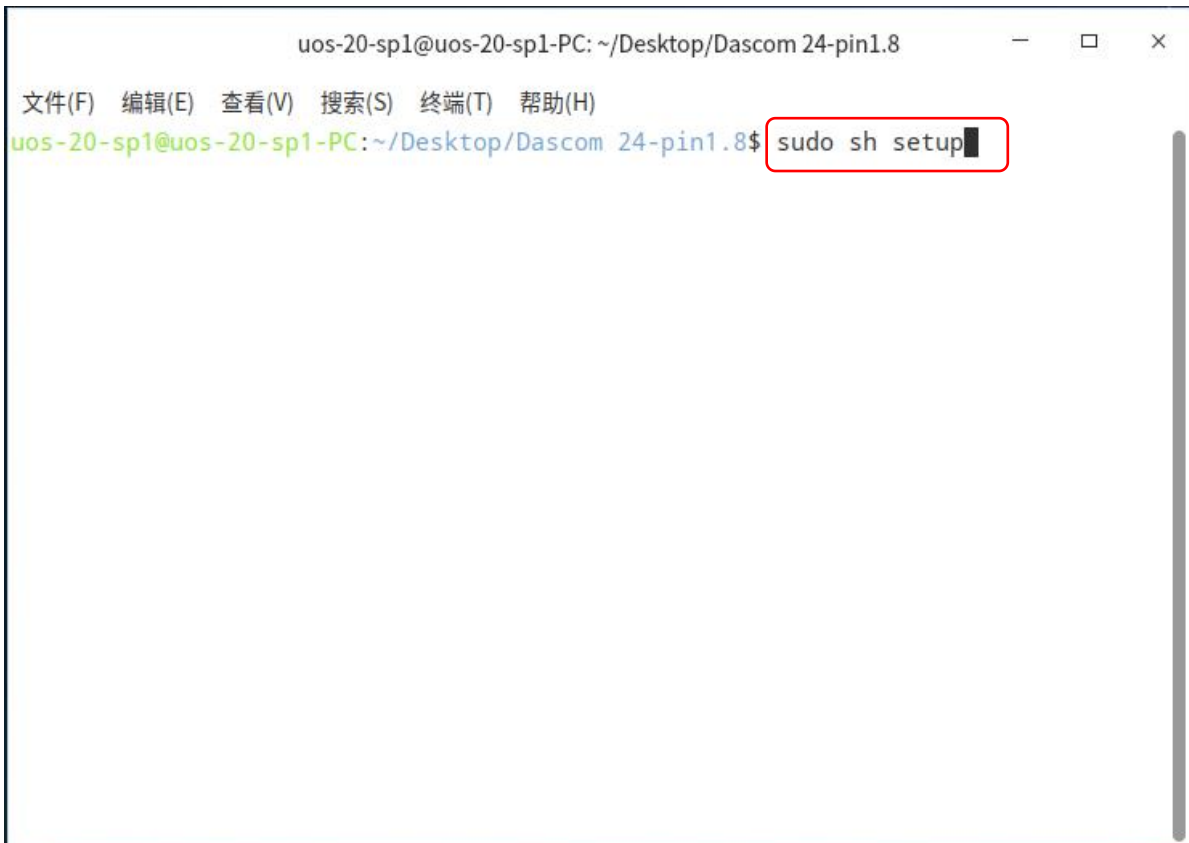 uos-20-sp1@uos-20-sp1-PC: ~/Desktop/Dascom 24-pin1.8
文件(F) 编辑(E) 查看(V) 搜索(S) 终端(T) 帮助(H)
uos-20-sp1@uos-20-sp1-PC:~/Desktop/Dascom 24-pin1.8$ sudo sh setup